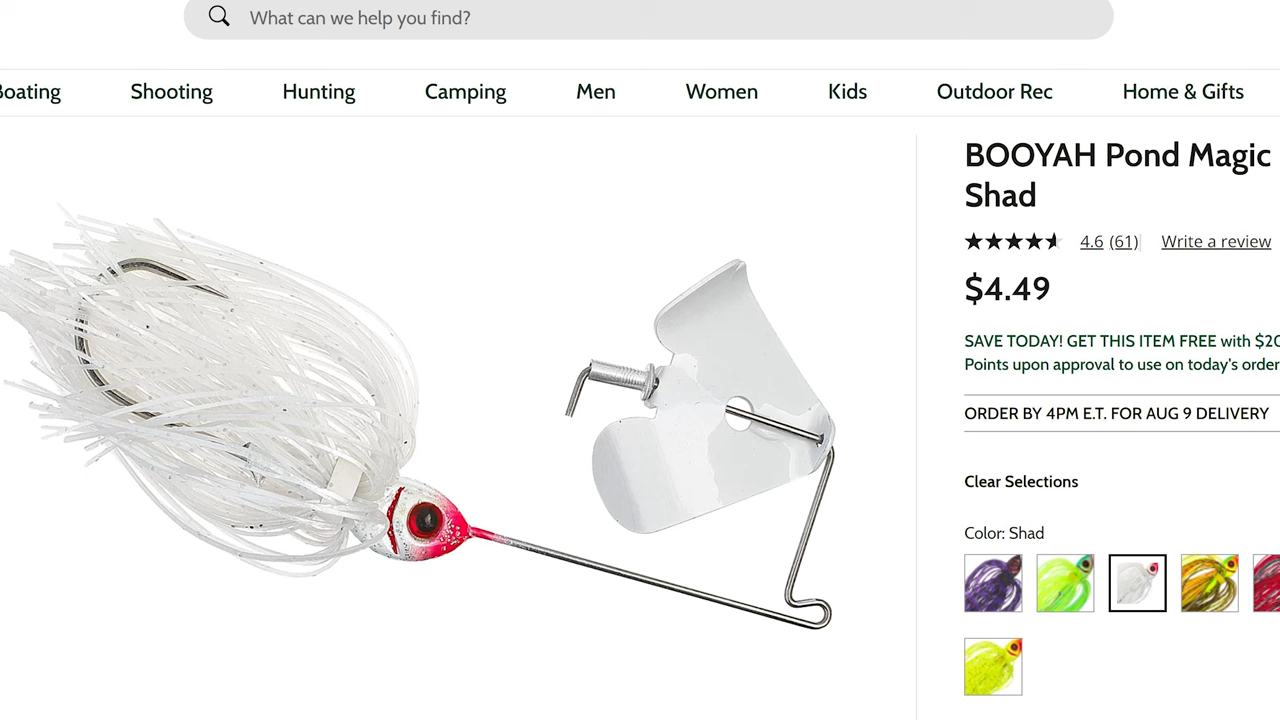 What can we help you find?
Boating Shooting Hunting Camping Men Women Kids Outdoor Rec Home & Gifts
BOOYAH Pond Magic
Shad
4.6 (61) Write a review
$4.49
SAVE TODAY! GET THIS ITEM FREE with $20
Points upon approval to use on today's order
ORDER BY 4PM E.T. FOR AUG 9 DELIVERY
Clear Selections
Color: Shad